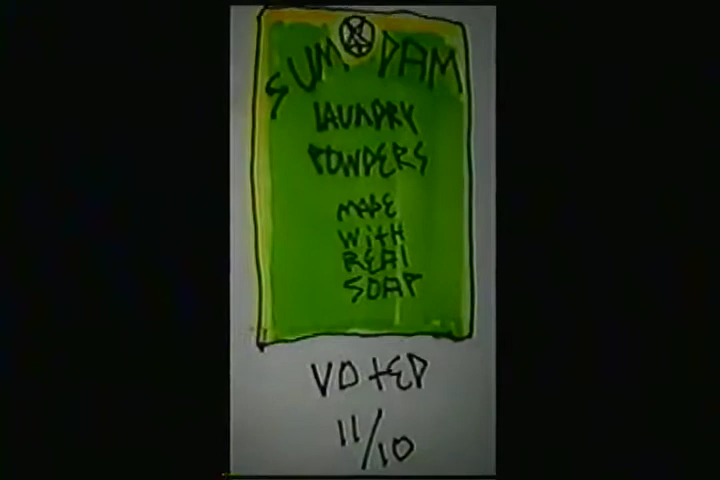 SUM DAM
LAUNDRY
POWDERS
MADE
WITH
REAL
SOAP
VOTED
11/10